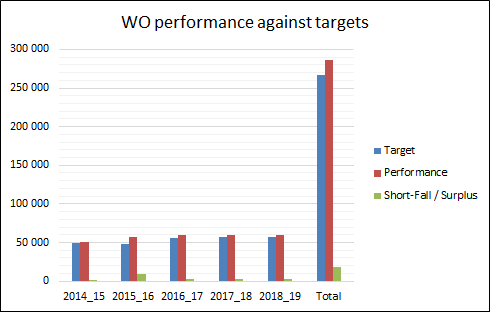 WO performance against targets
300 000
250 000
200 000
150 000
100 000
50 000
0
2014_15 2015_16 2016_17 2017_18 2018_19 Total
Target
Performance
Short-Fall / Surplus